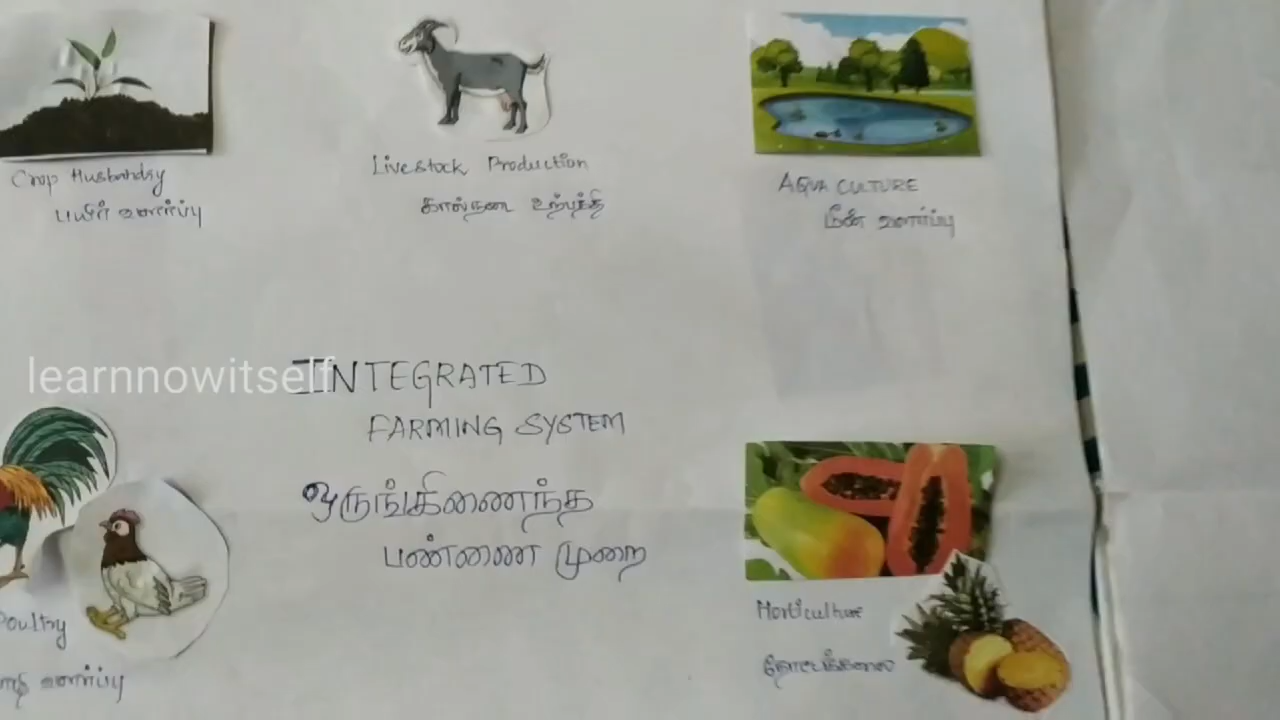 Crop Husbandry
பயிர் வளர்ப்பு
Livestock Production
கால்நடை உற்பத்தி
AQUA CULTURE
மீன் வளர்ப்பு
learnnowitself
INTEGRATED
FARMING SYSTEM
ஒருங்கிணைந்த
பண்ணை முறை
Poultry
வளர்ப்பு
Horticulture
தோட்டக்கலை